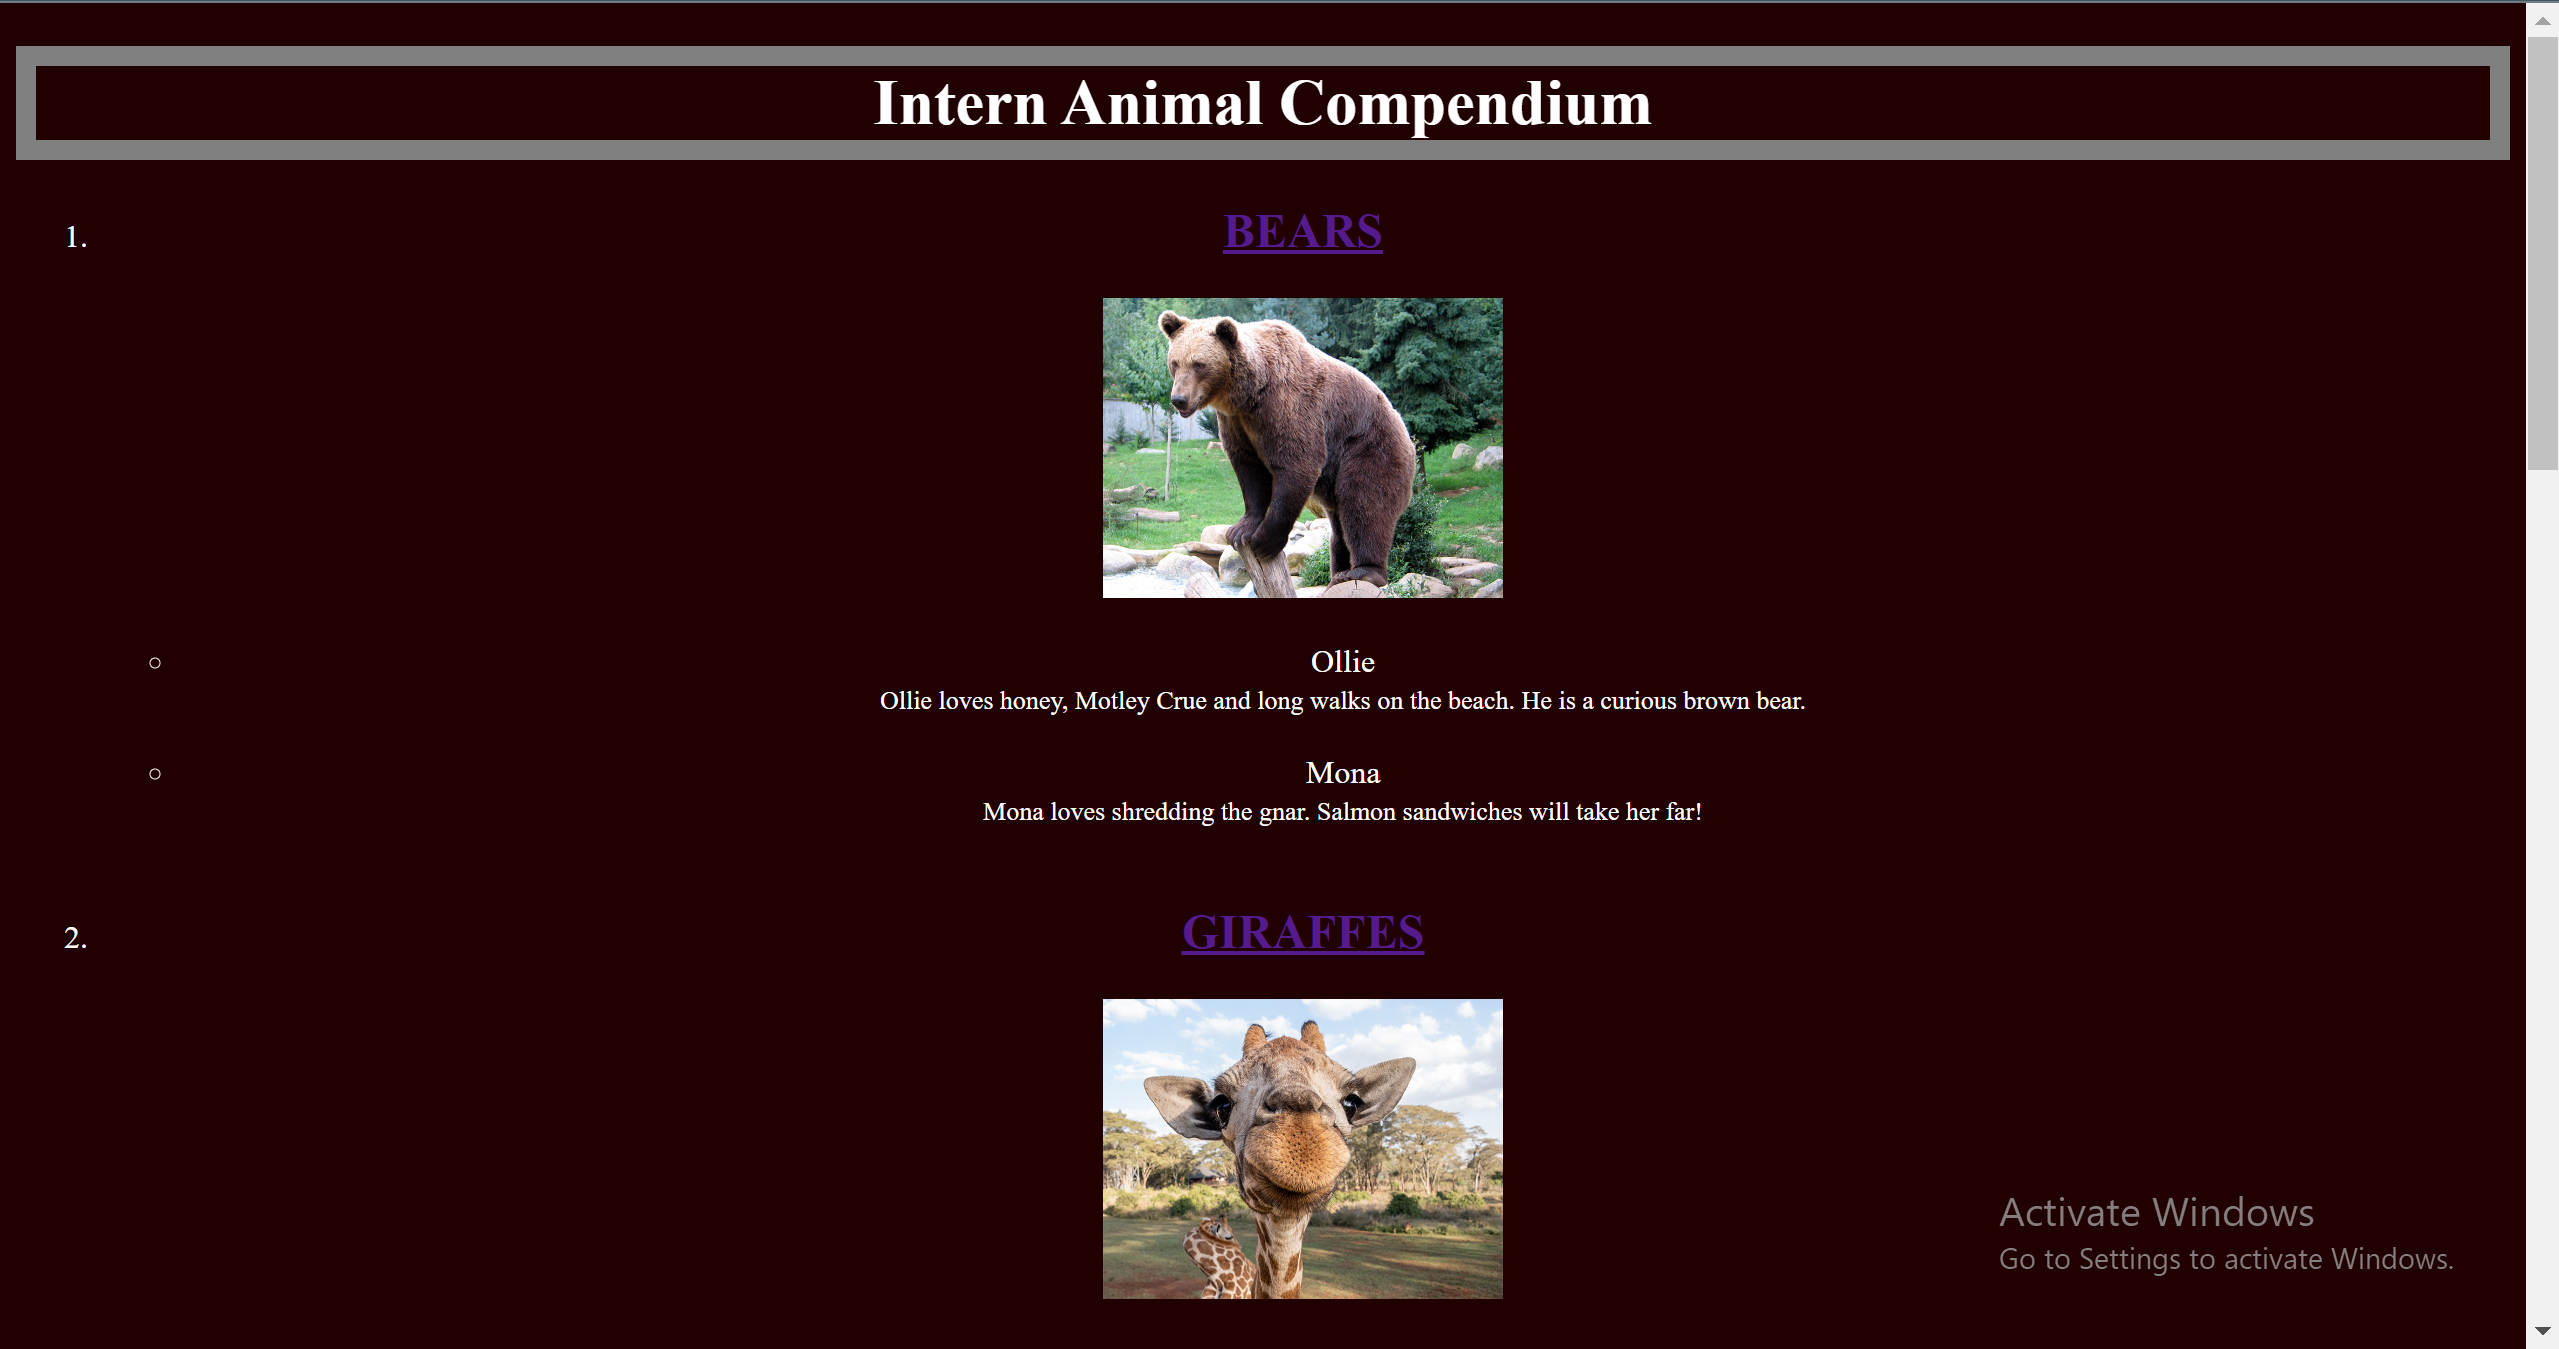 Intern Animal Compendium
1. BEARS
Ollie
Ollie loves honey, Motley Crue and long walks on the beach. He is a curious brown bear.
Mona
Mona loves shredding the gnar. Salmon sandwiches will take her far!
2. GIRAFFES
Activate Windows
Go to Settings to activate Windows.